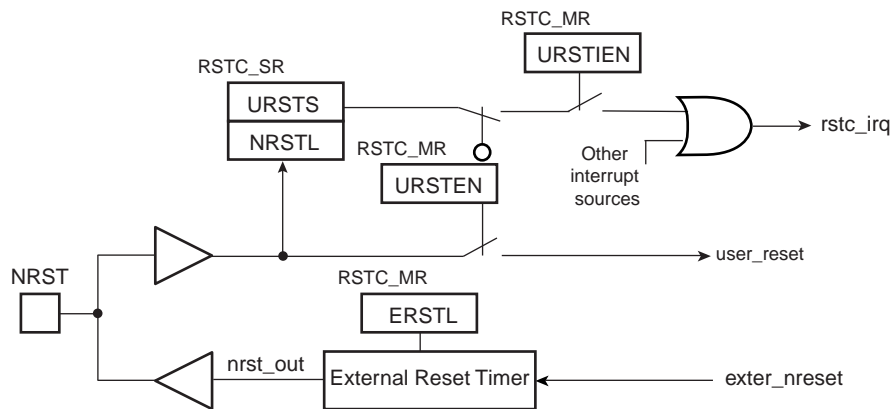 RSTC_MR
URSTIEN
RSTC_SR
URSTS
NRSTL
RSTC_MR
URSTEN
rstc_irq
Other
interrupt
sources
user_reset
NRST
RSTC_MR
ERSTL
nrst_out
External Reset Timer
exter_nreset